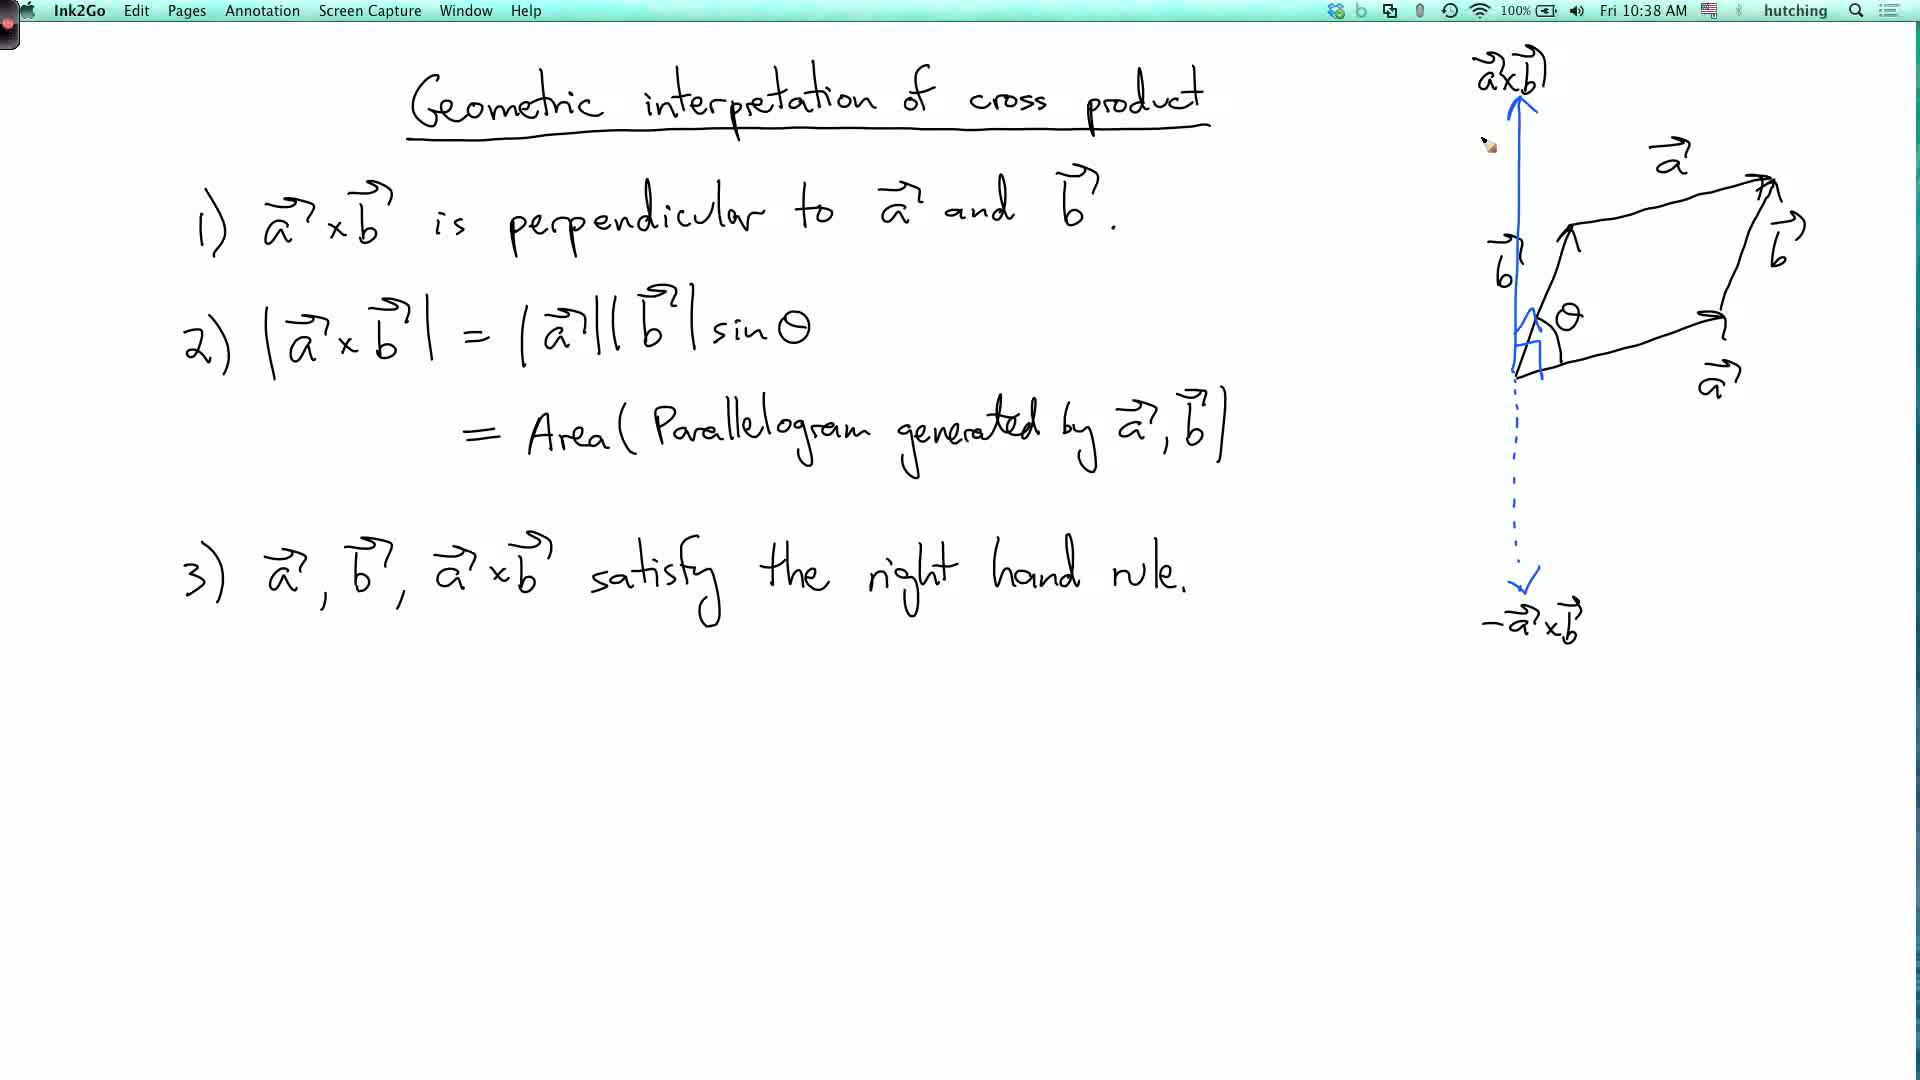 Ink2Go Edit Pages Annotation Screen Capture Window Help 100% Fri 10:38 AM hutching
Geometric interpretation of cross product
1) a⃗ × b⃗ is perpendicular to a⃗ and b⃗.
2) |a⃗ × b⃗| = |a⃗||b⃗| sin θ
= Area(Parallelogram generated by a⃗, b⃗)
3) a⃗, b⃗, a⃗ × b⃗ satisfy the right hand rule.
a⃗ × b⃗
a⃗
b⃗
b⃗
θ
a⃗
−a⃗ × b⃗